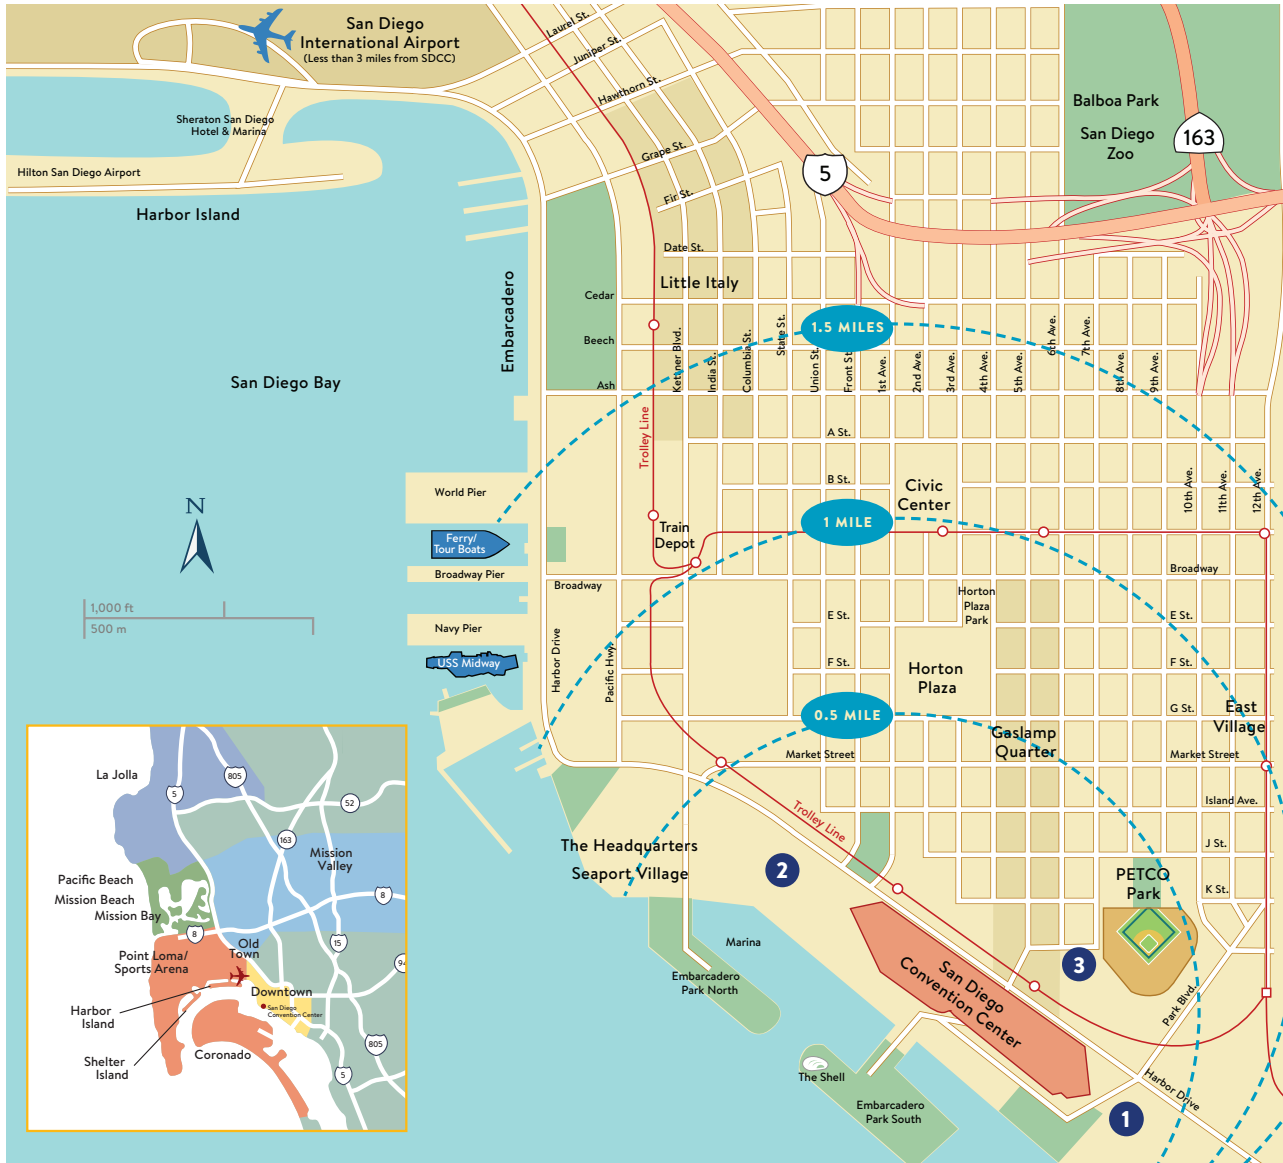 San Diego
International Airport
(Less than 3 miles from SDCC)
Laurel St.
Juniper St.
Hawthorn St.
Grape St.
Fir St.
Date St.
Sheraton San Diego
Hotel & Marina
Hilton San Diego Airport
Harbor Island
Balboa Park
San Diego
Zoo
163
5
Embarcadero
Little Italy
Cedar
Beech
Ash
San Diego Bay
1.5 MILES
Kettner Blvd.
India St.
Columbia St.
State St.
Union St.
Front St.
1st Ave.
2nd Ave.
3rd Ave.
4th Ave.
5th Ave.
6th Ave.
7th Ave.
8th Ave.
9th Ave.
10th Ave.
11th Ave.
12th Ave.
Trolley Line
A St.
B St.
Civic
Center
1 MILE
Train
Depot
World Pier
Ferry/
Tour Boats
Broadway Pier
Navy Pier
USS Midway
N
1,000 ft
500 m
Broadway
Broadway
Harbor Drive
Pacific Hwy.
Horton
Plaza
Park
E St.
E St.
F St.
F St.
Horton
Plaza
G St.
East
Village
0.5 MILE
Gaslamp
Quarter
Market Street
Market Street
Island Ave.
J St.
K St.
Trolley Line
The Headquarters
Seaport Village
2
PETCO
Park
Marina
Embarcadero
Park North
San Diego
Convention Center
3
Park Blvd.
Harbor Drive
1
The Shell
Embarcadero
Park South
La Jolla
805
5
52
163
Mission
Valley
Pacific Beach
Mission Beach
Mission Bay
8
8
15
94
Old
Town
Point Loma/
Sports Arena
Downtown
San Diego
Convention Center
Harbor
Island
Shelter
Island
Coronado
805
5